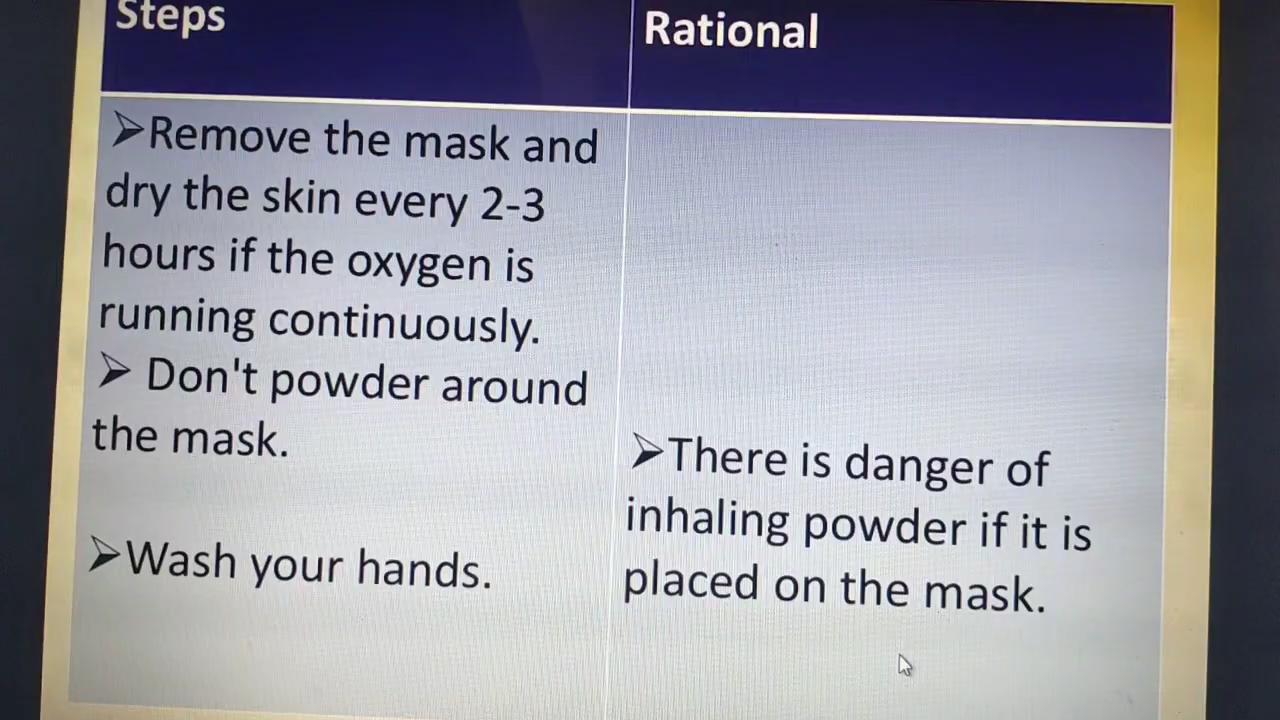 Steps
Rational
➢Remove the mask and
dry the skin every 2-3
hours if the oxygen is
running continuously.
➢ Don't powder around
the mask.
➢Wash your hands.
➢There is danger of
inhaling powder if it is
placed on the mask.